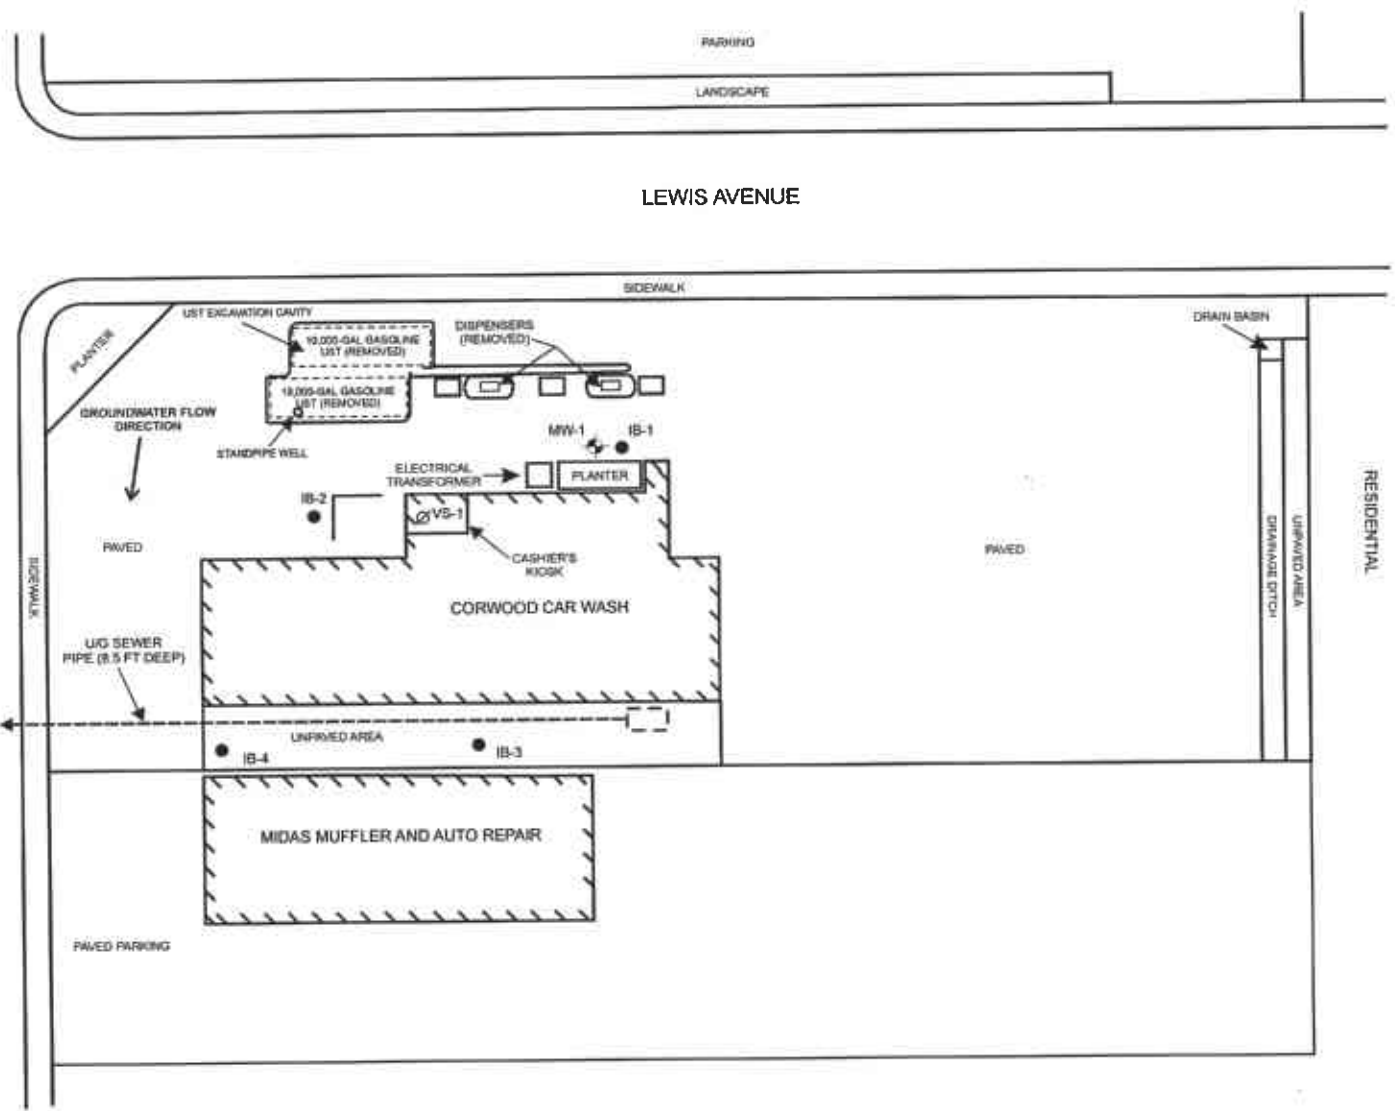 PARKING
LANDSCAPE
LEWIS AVENUE
SIDEWALK
UST EXCAVATION CAVITY
DRAIN BASIN
10,000-GAL GASOLINE
UST (REMOVED)
DISPENSERS
(REMOVED)
PLANTER
10,000-GAL GASOLINE
UST (REMOVED)
GROUNDWATER FLOW
DIRECTION
STANDPIPE WELL
MW-1
IB-1
ELECTRICAL
TRANSFORMER
PLANTER
IB-2
VS-1
RESIDENTIAL
PAVED
CASHIER'S
KIOSK
PAVED
SIDEWALK
DRAINAGE DITCH
UNPAVED AREA
CORWOOD CAR WASH
U/G SEWER
PIPE (8.5 FT DEEP)
UNPAVED AREA
IB-4
IB-3
MIDAS MUFFLER AND AUTO REPAIR
PAVED PARKING